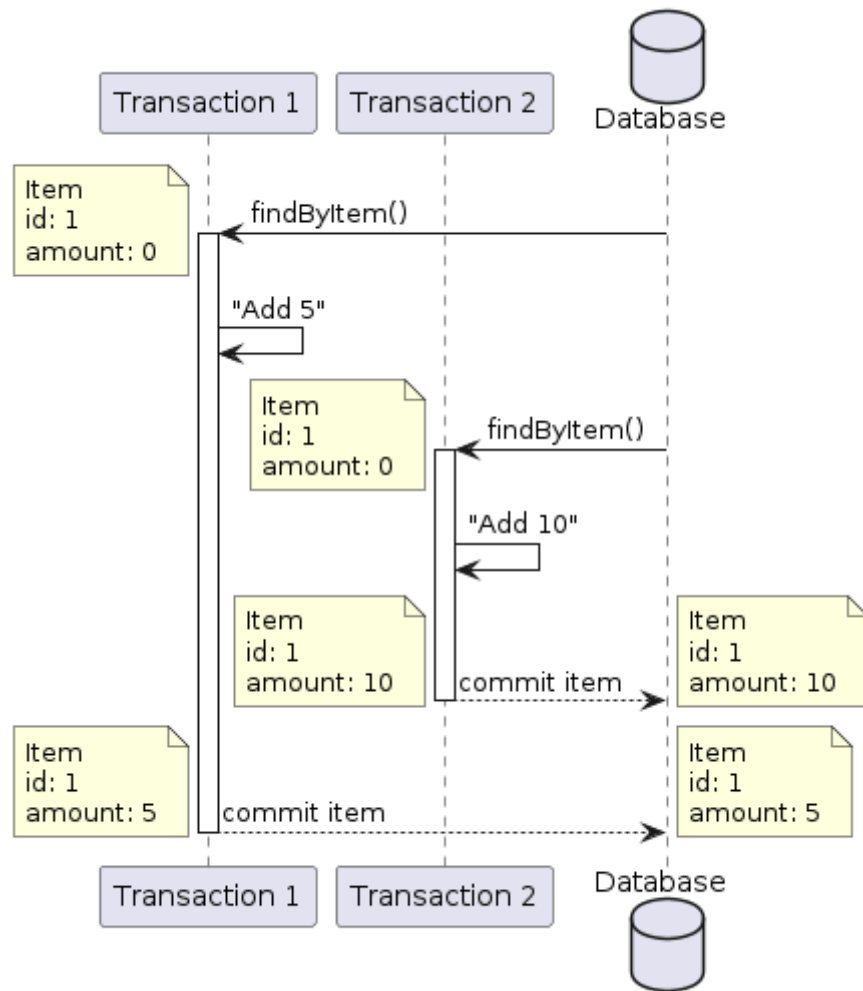 Transaction 1
Transaction 2
Database
Item
id: 1
amount: 0
findByItem()
"Add 5"
Item
id: 1
amount: 0
findByItem()
"Add 10"
Item
id: 1
amount: 10
commit item
Item
id: 1
amount: 10
Item
id: 1
amount: 5
commit item
Item
id: 1
amount: 5
Transaction 1
Transaction 2
Database